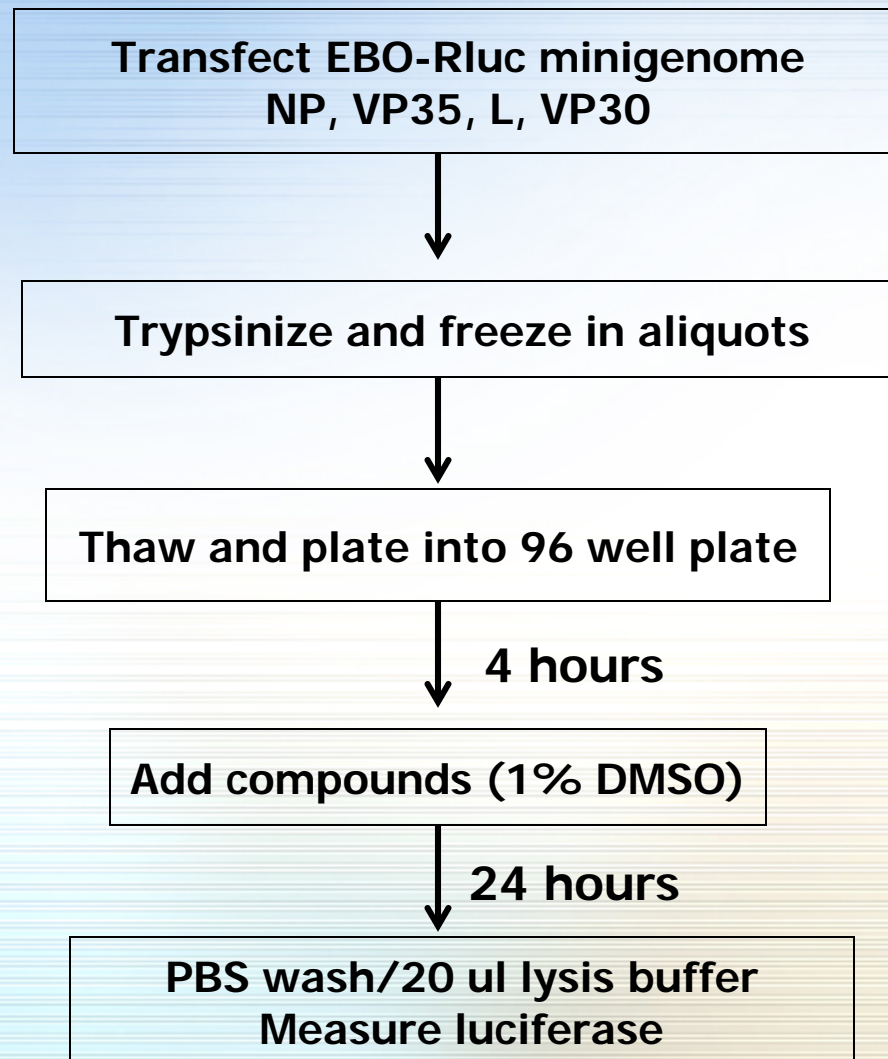 Transfect EBO-Rluc minigenome
NP, VP35, L, VP30
Trypsinize and freeze in aliquots
Thaw and plate into 96 well plate
4 hours
Add compounds (1% DMSO)
24 hours
PBS wash/20 ul lysis buffer
Measure luciferase